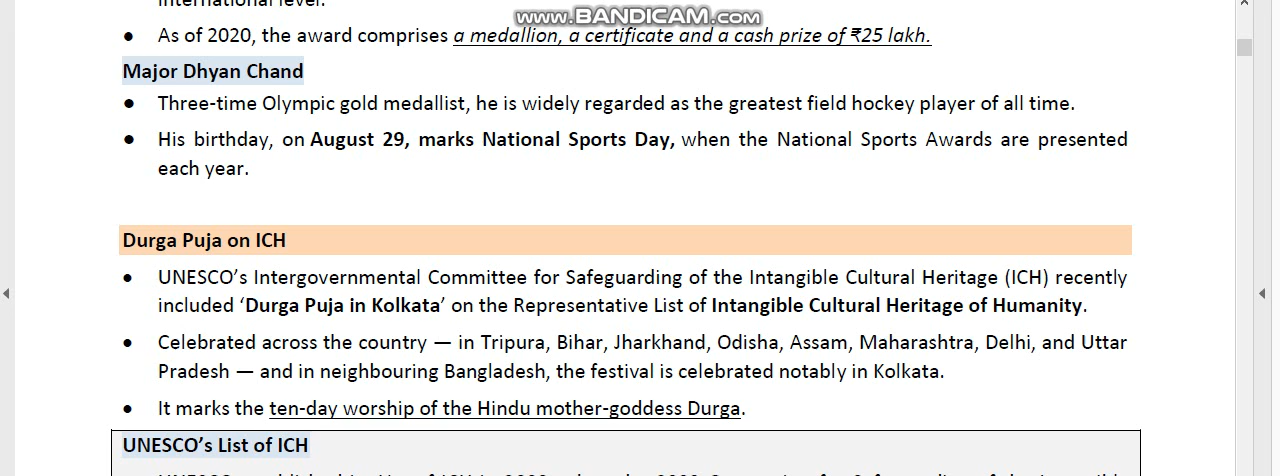 international level.
www.BANDICAM.com
● As of 2020, the award comprises a medallion, a certificate and a cash prize of ₹25 lakh.
Major Dhyan Chand
● Three-time Olympic gold medallist, he is widely regarded as the greatest field hockey player of all time.
● His birthday, on August 29, marks National Sports Day, when the National Sports Awards are presented
each year.
Durga Puja on ICH
● UNESCO’s Intergovernmental Committee for Safeguarding of the Intangible Cultural Heritage (ICH) recently
included ‘Durga Puja in Kolkata’ on the Representative List of Intangible Cultural Heritage of Humanity.
● Celebrated across the country — in Tripura, Bihar, Jharkhand, Odisha, Assam, Maharashtra, Delhi, and Uttar
Pradesh — and in neighbouring Bangladesh, the festival is celebrated notably in Kolkata.
● It marks the ten-day worship of the Hindu mother-goddess Durga.
UNESCO’s List of ICH